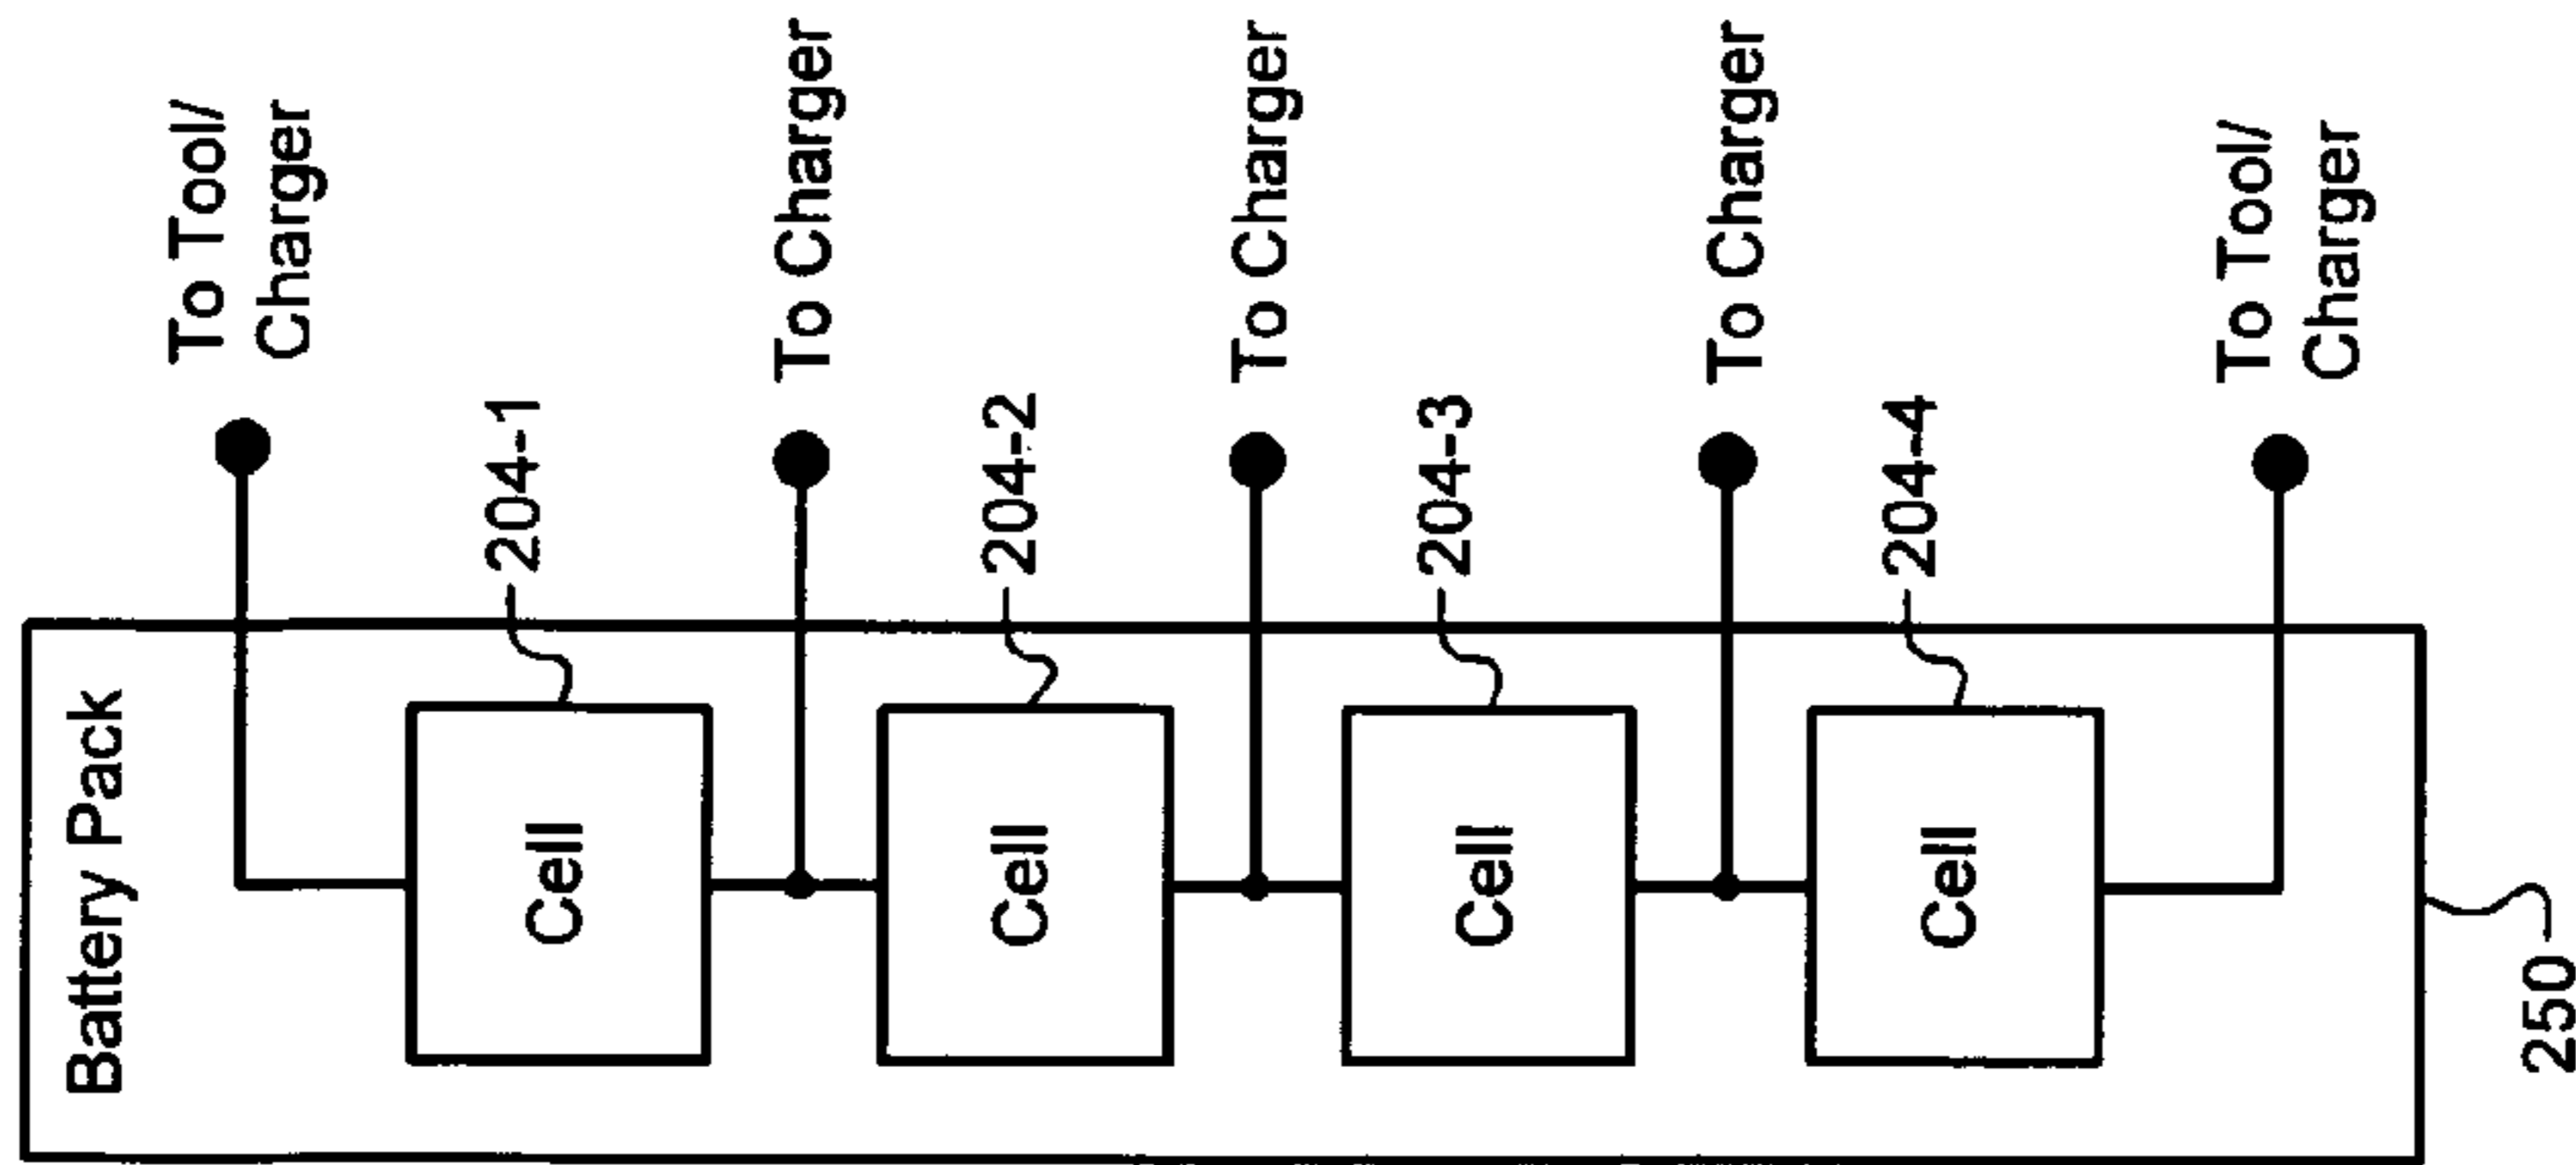 Battery Pack
To Tool/
Charger
204-1
Cell
To Charger
204-2
Cell
To Charger
204-3
Cell
To Charger
204-4
Cell
To Tool/
Charger
250